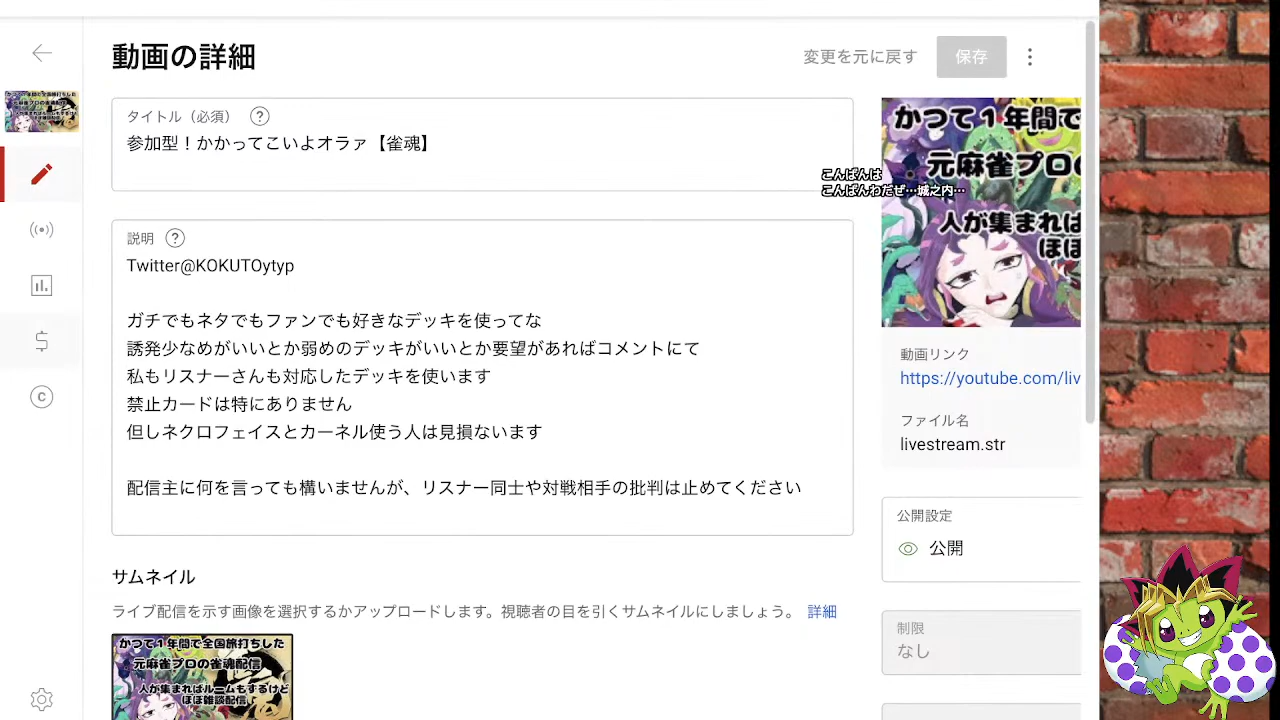 動画の詳細
変更を元に戻す
保存
タイトル（必須）
参加型！かかってこいよオラァ【雀魂】
説明
Twitter@KOKUTOytyp
ガチでもネタでもファンでも好きなデッキを使ってな
誘発少なめがいいとか弱めのデッキがいいとか要望があればコメントにて
私もリスナーさんも対応したデッキを使います
禁止カードは特にありません
但しネクロフェイスとカーネル使う人は見損ないます
配信主に何を言っても構いませんが、リスナー同士や対戦相手の批判は止めてください
サムネイル
ライブ配信を示す画像を選択するかアップロードします。視聴者の目を引くサムネイルにしましょう。 詳細
かつて１年間で全国旅打ちした
元麻雀プロの雀魂配信
人が集まればルームもするけど
ほぼ雑談配信
かつて１年間で
元麻雀プロの
人が集まれば
ほぼ
こんばんは
こんばんわだぜ…城之内…
動画リンク
https://youtube.com/liv
ファイル名
livestream.str
公開設定
公開
制限
なし